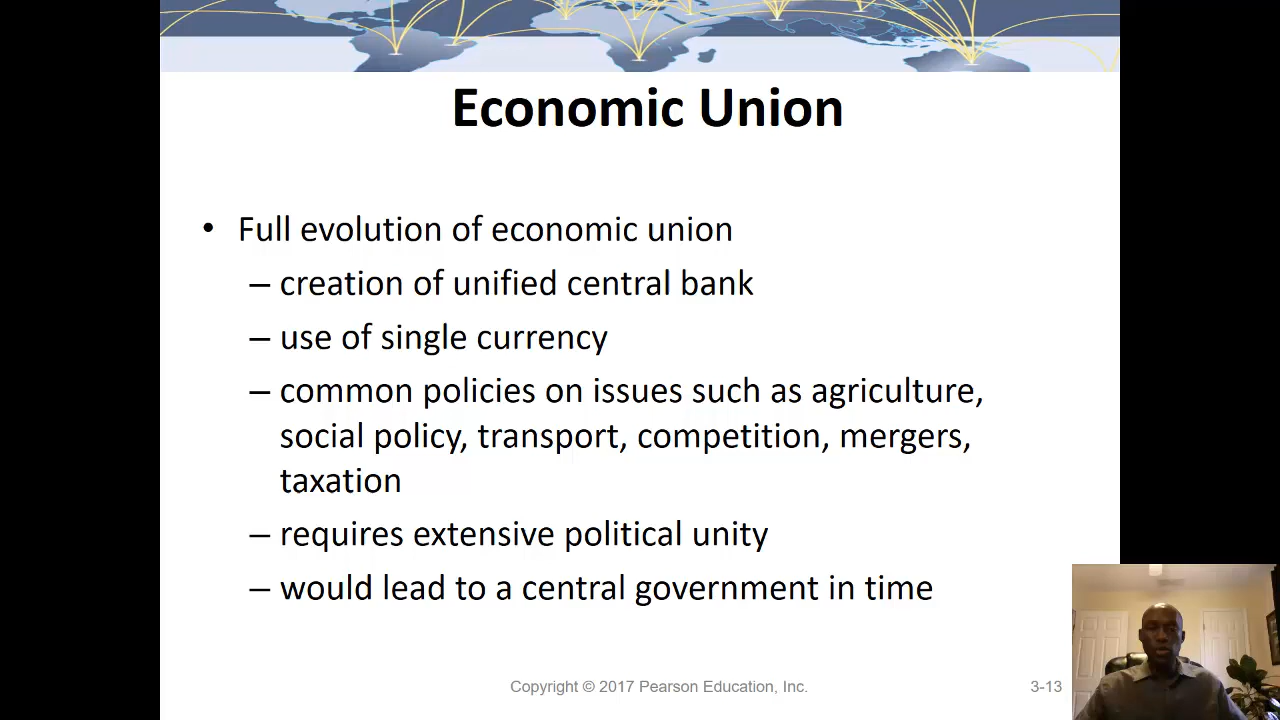 Economic Union
• Full evolution of economic union
– creation of unified central bank
– use of single currency
– common policies on issues such as agriculture,
social policy, transport, competition, mergers,
taxation
– requires extensive political unity
– would lead to a central government in time
Copyright © 2017 Pearson Education, Inc.
3-13